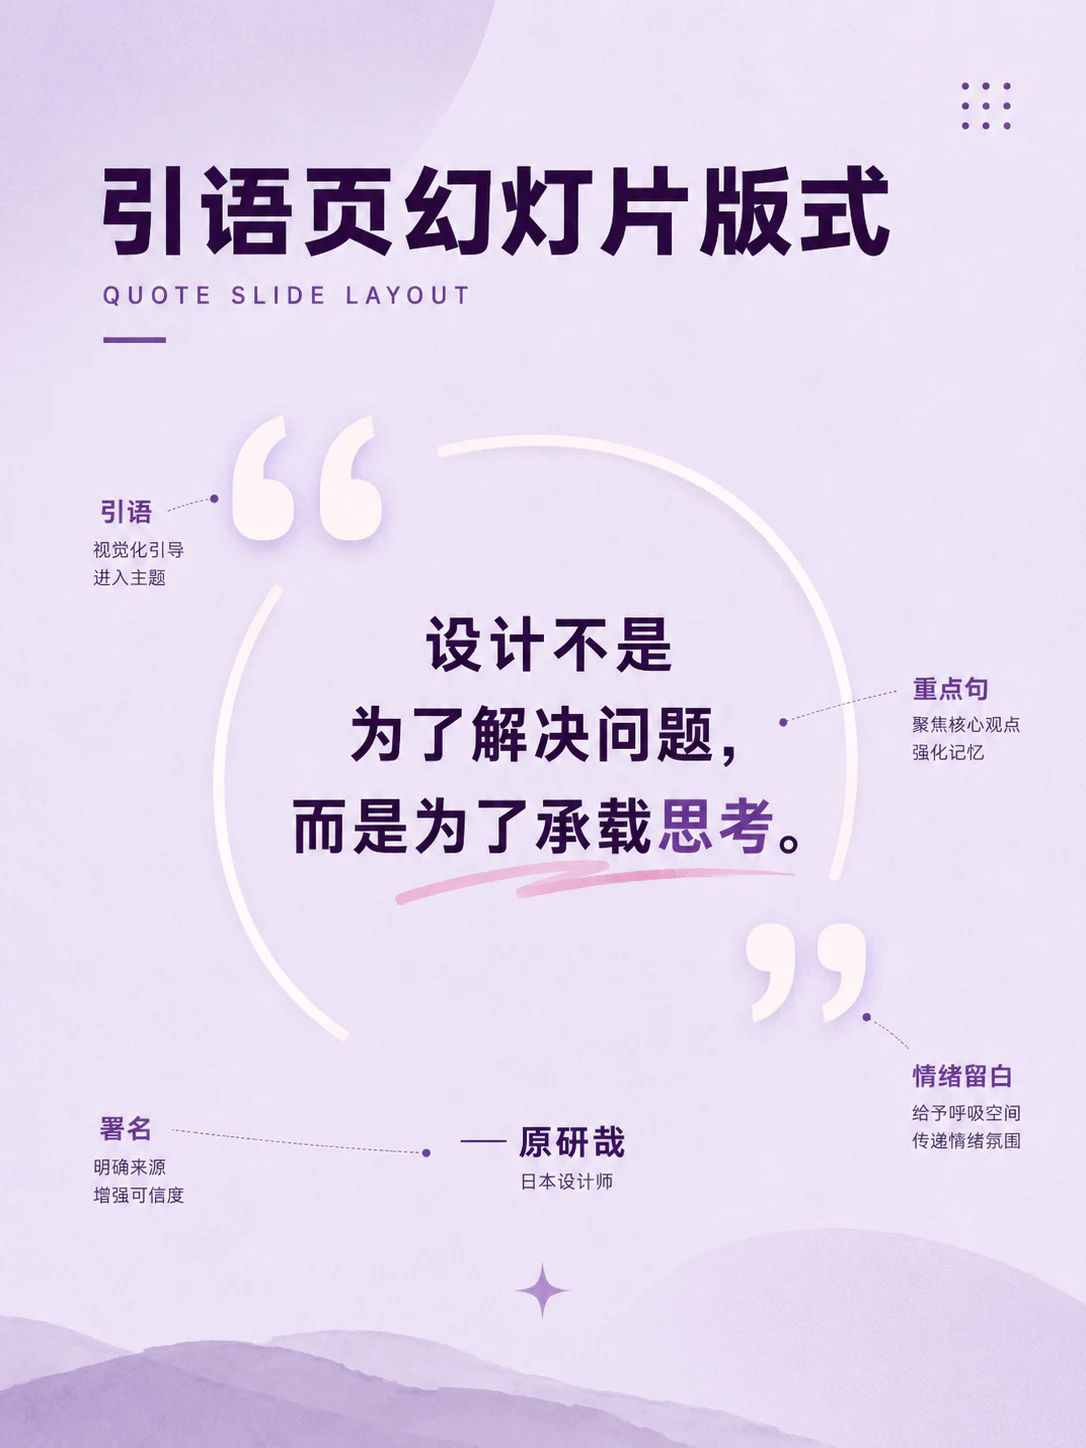 引语页幻灯片版式
QUOTE SLIDE LAYOUT
“
引语
视觉化引导
进入主题
设计不是
为了解决问题，
而是为了承载思考。
重点句
聚焦核心观点
强化记忆
”
情绪留白
给予呼吸空间
传递情绪氛围
署名
明确来源
增强可信度
—— 原研哉
日本设计师